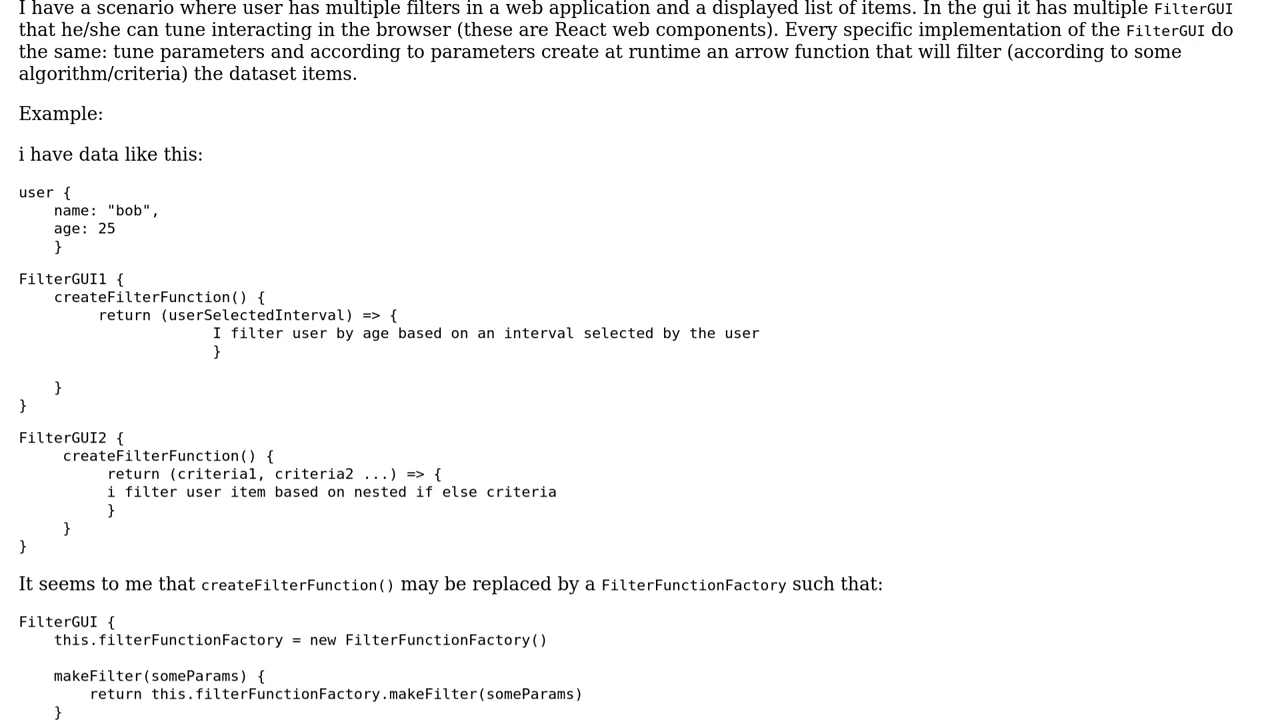 I have a scenario where user has multiple filters in a web application and a displayed list of items. In the gui it has multiple FilterGUI
that he/she can tune interacting in the browser (these are React web components). Every specific implementation of the FilterGUI do
the same: tune parameters and according to parameters create at runtime an arrow function that will filter (according to some
algorithm/criteria) the dataset items.
Example:
i have data like this:
user {
    name: "bob",
    age: 25
    }
FilterGUI1 {
    createFilterFunction() {
         return (userSelectedInterval) => {
                      I filter user by age based on an interval selected by the user
                      }
    }
}
FilterGUI2 {
     createFilterFunction() {
          return (criteria1, criteria2 ...) => {
          i filter user item based on nested if else criteria
          }
     }
}
It seems to me that createFilterFunction() may be replaced by a FilterFunctionFactory such that:
FilterGUI {
    this.filterFunctionFactory = new FilterFunctionFactory()
    makeFilter(someParams) {
        return this.filterFunctionFactory.makeFilter(someParams)
    }